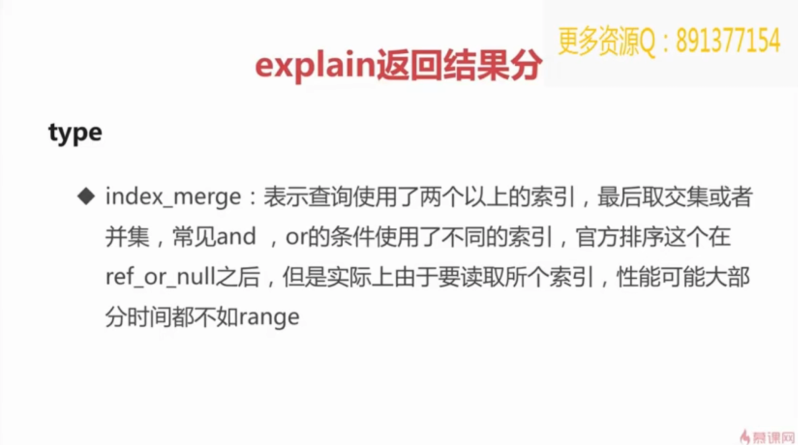 更多资源Q：891377154
explain返回结果分
type
◆ index_merge：表示查询使用了两个以上的索引，最后取交集或者
并集，常见and ，or的条件使用了不同的索引，官方排序这个在
ref_or_null之后，但是实际上由于要读取所个索引，性能可能大部
分时间都不如range
慕课网